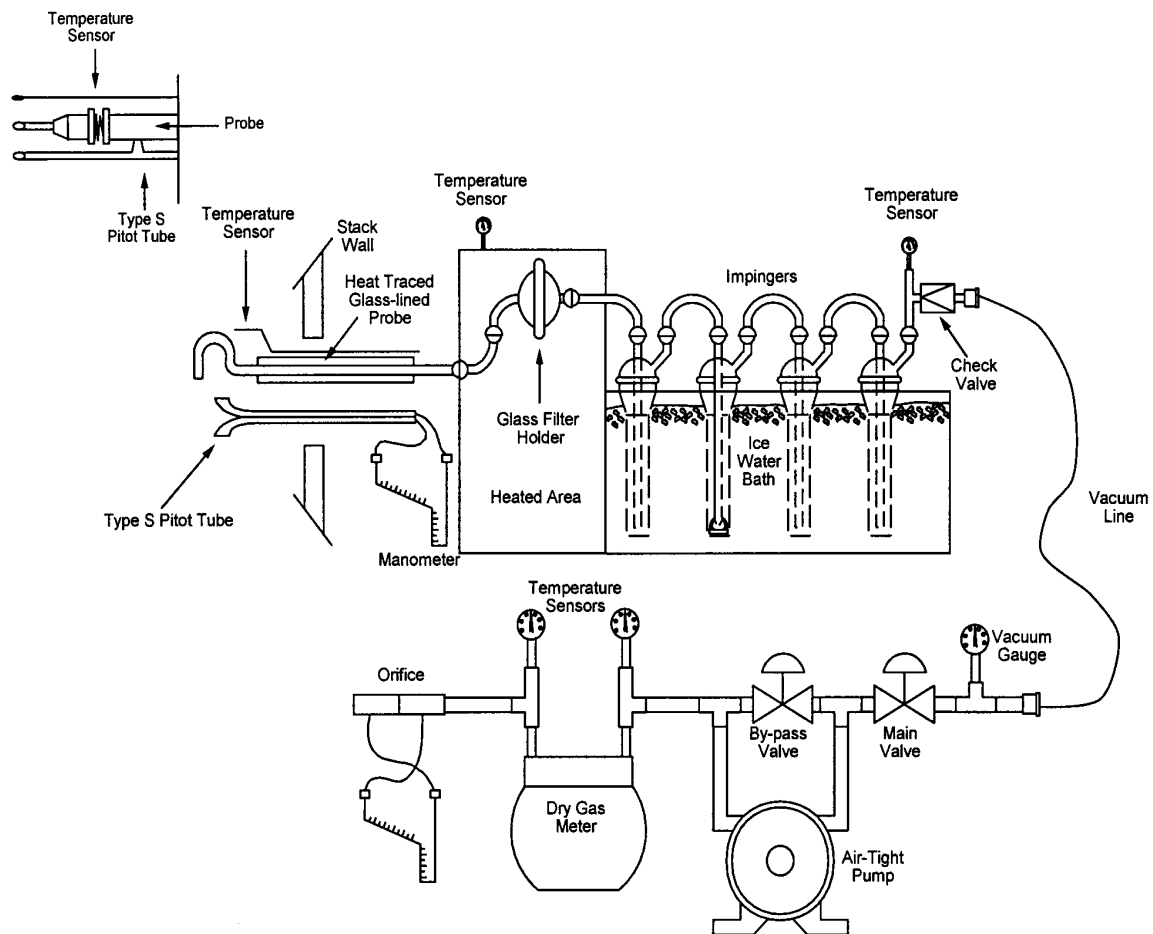 Temperature
Sensor
Probe
Type S
Pitot Tube
Temperature
Sensor
Stack
Wall
Heat Traced
Glass-lined
Probe
Temperature
Sensor
Impingers
Temperature
Sensor
Check
Valve
Glass Filter
Holder
Ice
Water
Bath
Heated Area
Type S Pitot Tube
Manometer
Vacuum
Line
Temperature
Sensors
Vacuum
Gauge
Orifice
By-pass
Valve
Main
Valve
Dry Gas
Meter
Air-Tight
Pump